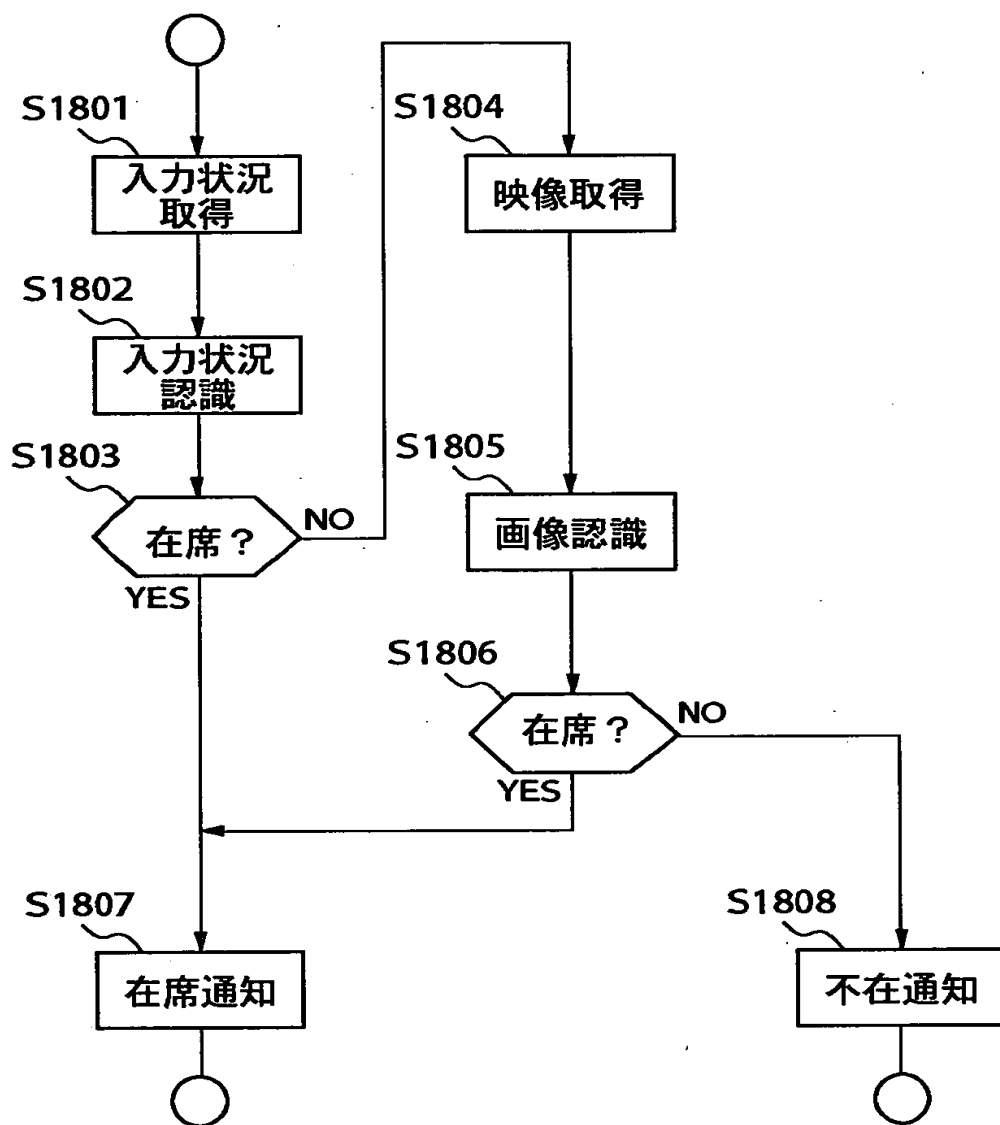 S1801
入力状況
取得
S1802
入力状況
認識
S1803
在席？
NO
YES
S1804
映像取得
S1805
画像認識
S1806
在席？
NO
YES
S1807
在席通知
S1808
不在通知